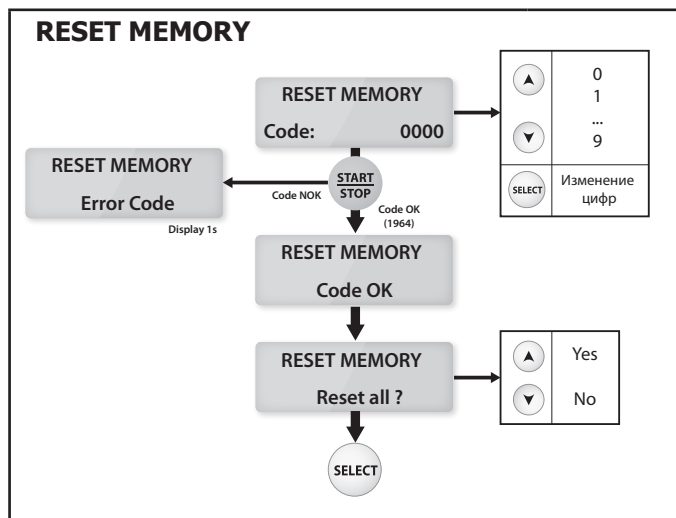 RESET MEMORY
RESET MEMORY
Code: 0000
0
1
...
9
SELECT
Изменение
цифр
START
STOP
Code NOK
Code OK
(1964)
RESET MEMORY
Error Code
Display 1s
RESET MEMORY
Code OK
RESET MEMORY
Reset all ?
Yes
No
SELECT